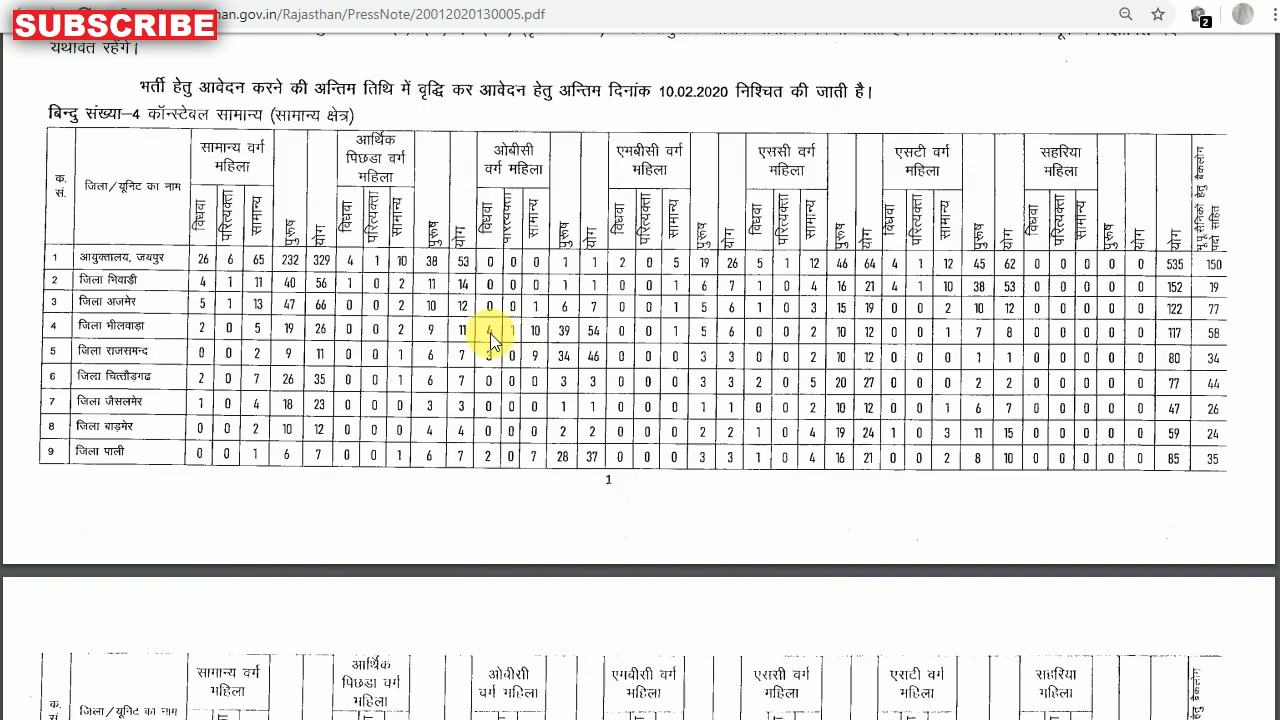 SUBSCRIBE
han.gov.in/Rajasthan/PressNote/20012020130005.pdf
2
यथावत रहेंगे।
भर्ती हेतु आवेदन करने की अन्तिम तिथि में वृद्धि कर आवेदन हेतु अन्तिम दिनांक 10.02.2020 निश्चित की जाती है।
बिन्दु संख्या–4 कॉन्स्टेबल सामान्य (सामान्य क्षेत्र)
क. सं. जिला/यूनिट का नाम सामान्य वर्ग महिला आर्थिक पिछडा वर्ग महिला ओबीसी वर्ग महिला एमबीसी वर्ग महिला एससी वर्ग महिला एसटी वर्ग महिला सहरिया महिला योग हेतु बैकलॉग पदो सहित
विधवा परित्यक्ता सामान्य पुरूष योग विधवा परित्यक्ता सामान्य पुरूष योग विधवा परित्यक्ता सामान्य पुरूष योग विधवा परित्यक्ता सामान्य पुरूष योग विधवा परित्यक्ता सामान्य पुरूष योग विधवा परित्यक्ता सामान्य पुरूष योग विधवा परित्यक्ता सामान्य पुरूष योग
1 आयुक्तालय, जयपुर 26 6 65 232 329 4 1 10 38 53 0 0 0 1 1 2 0 5 19 26 5 1 12 46 64 4 1 12 45 62 0 0 0 0 0 535 150
2 जिला भिवाड़ी 4 1 11 40 56 1 0 2 11 14 0 0 0 1 1 0 0 1 6 7 1 0 4 16 21 4 1 10 38 53 0 0 0 0 0 152 19
3 जिला अजमेर 5 1 13 47 66 0 0 2 10 12 0 0 1 6 7 0 0 1 5 6 1 0 3 15 19 0 0 2 10 12 0 0 0 0 0 122 77
4 जिला भीलवाड़ा 2 0 5 19 26 0 0 2 9 11 4 1 10 39 54 0 0 1 5 6 0 0 2 10 12 0 0 1 7 8 0 0 0 0 0 117 58
5 जिला राजसमन्द 0 0 2 9 11 0 0 1 6 7 3 0 9 34 46 0 0 0 3 3 0 0 2 10 12 0 0 0 1 1 0 0 0 0 0 80 34
6 जिला चित्तौड़गढ 2 0 7 26 35 0 0 1 6 7 0 0 0 3 3 0 0 0 3 3 2 0 5 20 27 0 0 0 2 2 0 0 0 0 0 77 44
7 जिला जैसलमेर 1 0 4 18 23 0 0 0 3 3 0 0 0 1 1 0 0 0 1 1 0 0 2 10 12 0 0 1 6 7 0 0 0 0 0 47 26
8 जिला बाड़मेर 0 0 2 10 12 0 0 0 4 4 0 0 0 2 2 0 0 0 2 2 1 0 4 19 24 1 0 3 11 15 0 0 0 0 0 59 24
9 जिला पाली 0 0 1 6 7 0 0 1 6 7 2 0 7 28 37 0 0 0 3 3 1 0 4 16 21 0 0 2 8 10 0 0 0 0 0 85 35
1
क. सं. जिला/यूनिट का नाम सामान्य वर्ग महिला आर्थिक पिछडा वर्ग महिला ओबीसी वर्ग महिला एमबीसी वर्ग महिला एससी वर्ग महिला एसटी वर्ग महिला सहरिया महिला